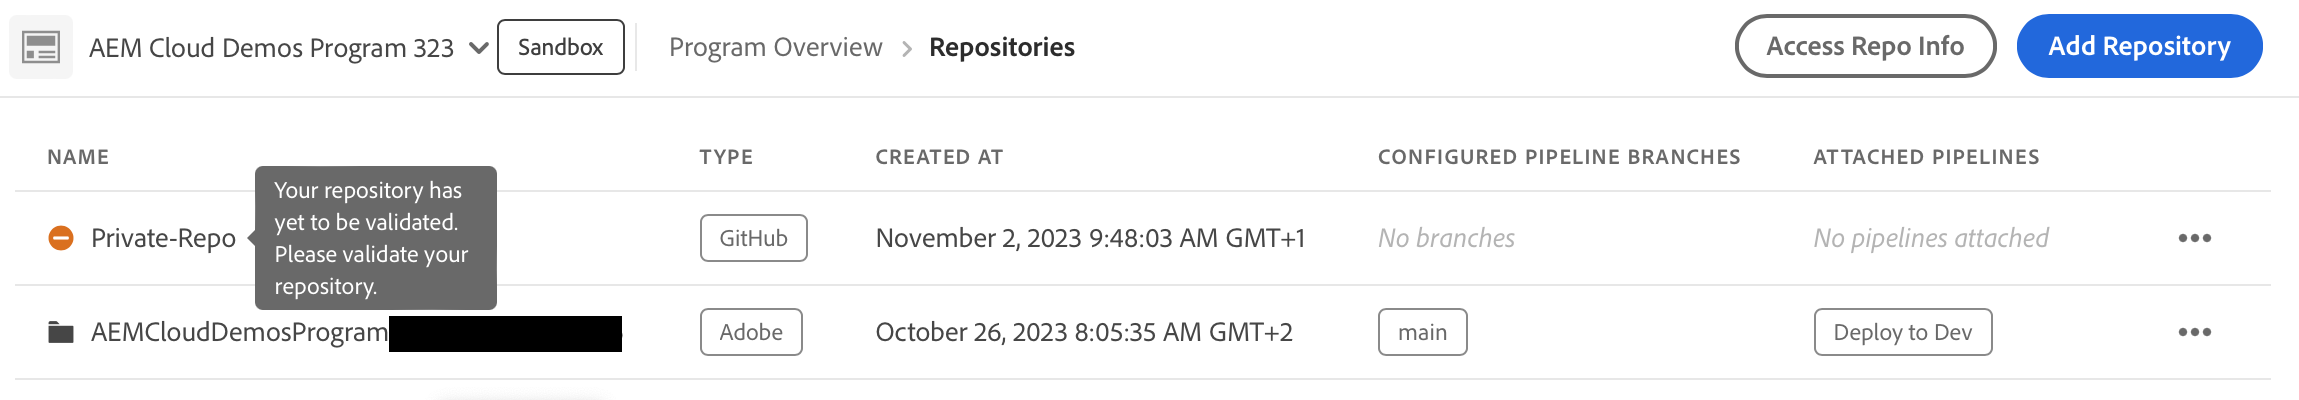 AEM Cloud Demos Program 323 Sandbox Program Overview > Repositories Access Repo Info Add Repository
NAME TYPE CREATED AT CONFIGURED PIPELINE BRANCHES ATTACHED PIPELINES
Private-Repo GitHub November 2, 2023 9:48:03 AM GMT+1 No branches No pipelines attached
Your repository has
yet to be validated.
Please validate your
repository.
AEMCloudDemosProgram Adobe October 26, 2023 8:05:35 AM GMT+2 main Deploy to Dev